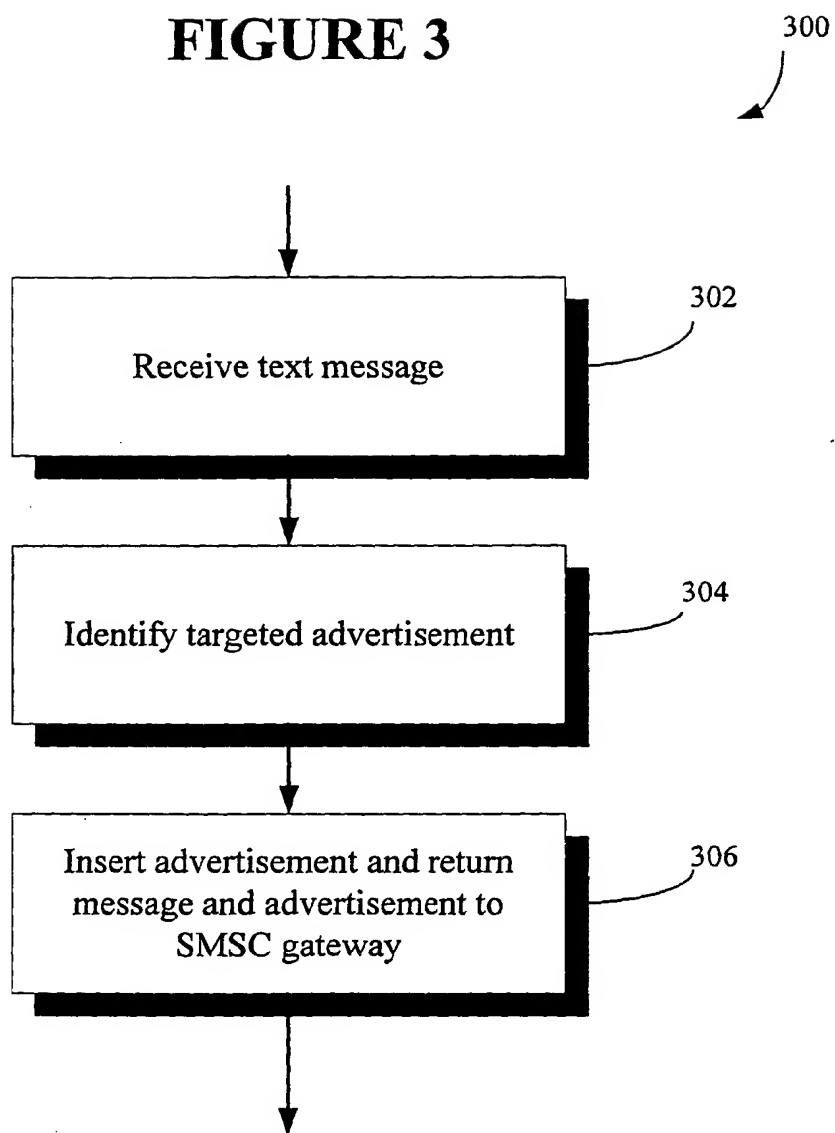 FIGURE 3
300
302
Receive text message
304
Identify targeted advertisement
306
Insert advertisement and return
message and advertisement to
SMSC gateway